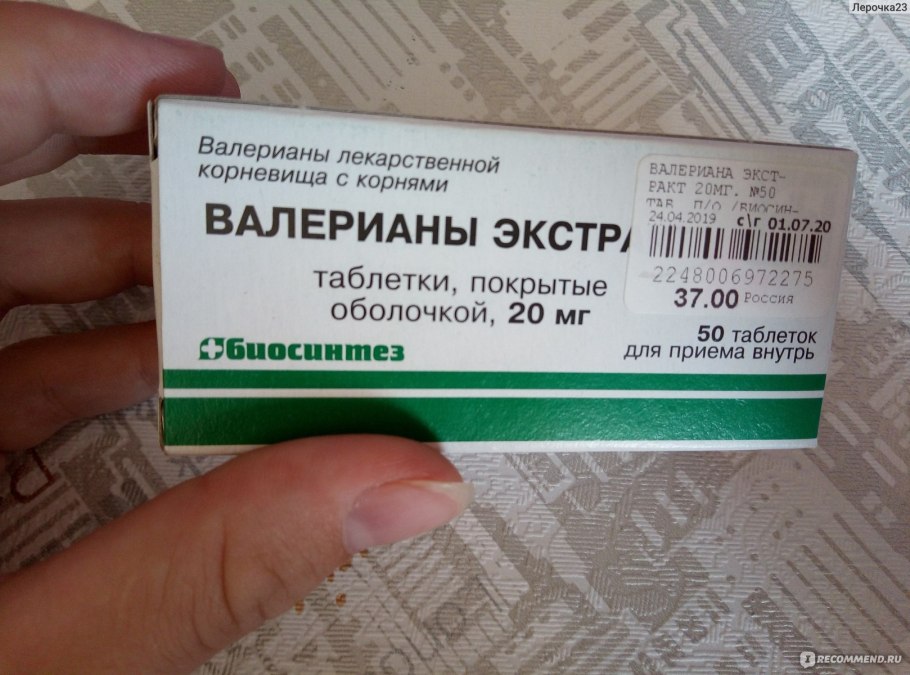 Лерочка23
Валерианы лекарственной
корневища с корнями
ВАЛЕРИАНЫ ЭКСТРА
таблетки, покрытые
оболочкой, 20 мг
биосинтез
50 таблеток
для приема внутрь
ВАЛЕРИАНА ЭКСТ-
РАКТ 20МГ. №50
ТАБ. П/О /БИОСИН-
24.04.2019 с\г 01.07.20
2248006972275
37.00 Россия
RECOMMEND.RU